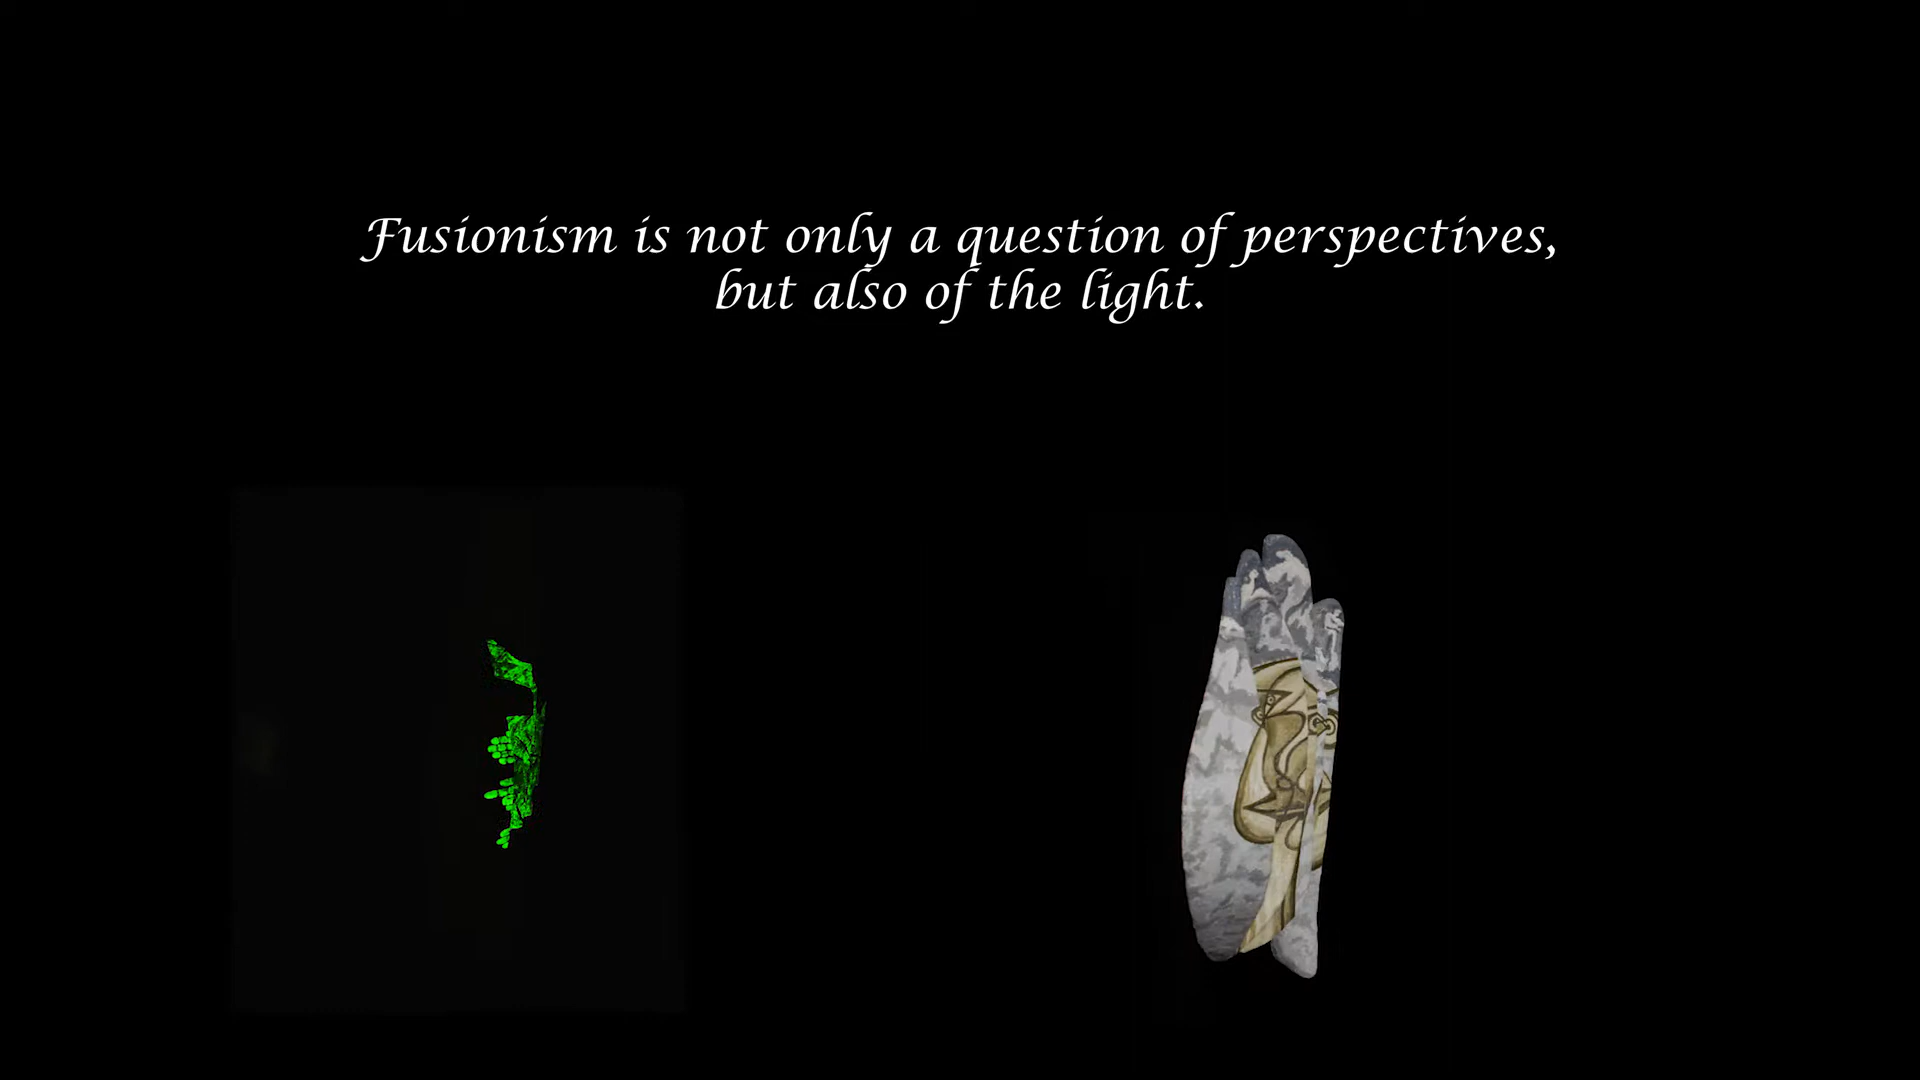 Fusionism is not only a question of perspectives,
but also of the light.